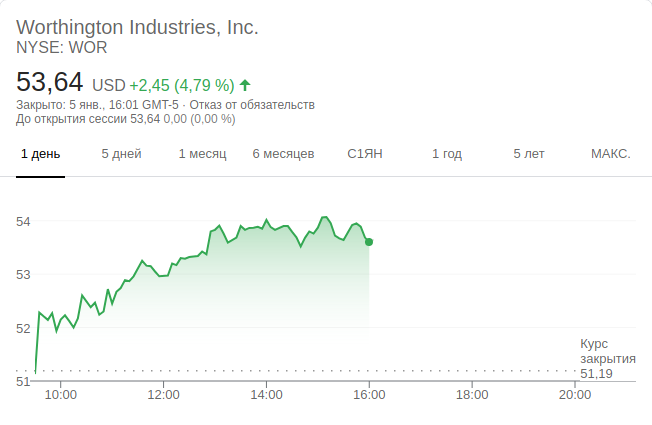 Worthington Industries, Inc.
NYSE: WOR
53,64 USD +2,45 (4,79 %)
Закрыто: 5 янв., 16:01 GMT-5 · Отказ от обязательств
До открытия сессии 53,64 0,00 (0,00 %)
1 день 5 дней 1 месяц 6 месяцев С1ЯН 1 год 5 лет МАКС.
54
53
52
Курс
закрытия
51,19
51
10:00 12:00 14:00 16:00 18:00 20:00